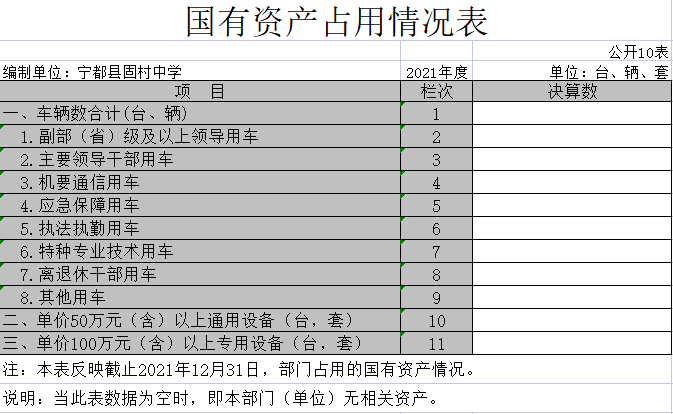 国有资产占用情况表
公开10表
编制单位：宁都县固村中学 2021年度 单位：台、辆、套
项 目 栏次 决算数
一、车辆数合计(台、辆) 1
1.副部（省）级及以上领导用车 2
2.主要领导干部用车 3
3.机要通信用车 4
4.应急保障用车 5
5.执法执勤用车 6
6.特种专业技术用车 7
7.离退休干部用车 8
8.其他用车 9
二、单价50万元（含）以上通用设备（台，套） 10
三、单价100万元（含）以上专用设备（台，套） 11
注：本表反映截止2021年12月31日，部门占用的国有资产情况。
说明：当此表数据为空时，即本部门（单位）无相关资产。